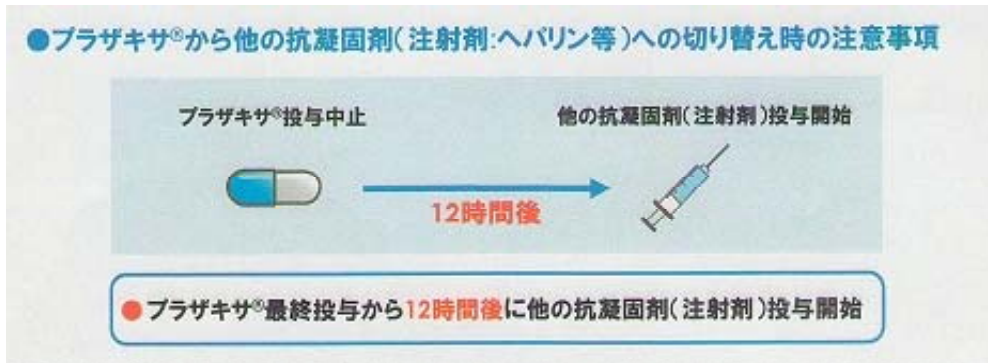 ●プラザキサ®から他の抗凝固剤(注射剤:ヘパリン等)への切り替え時の注意事項
プラザキサ®投与中止
他の抗凝固剤(注射剤)投与開始
12時間後
●プラザキサ®最終投与から12時間後に他の抗凝固剤(注射剤)投与開始